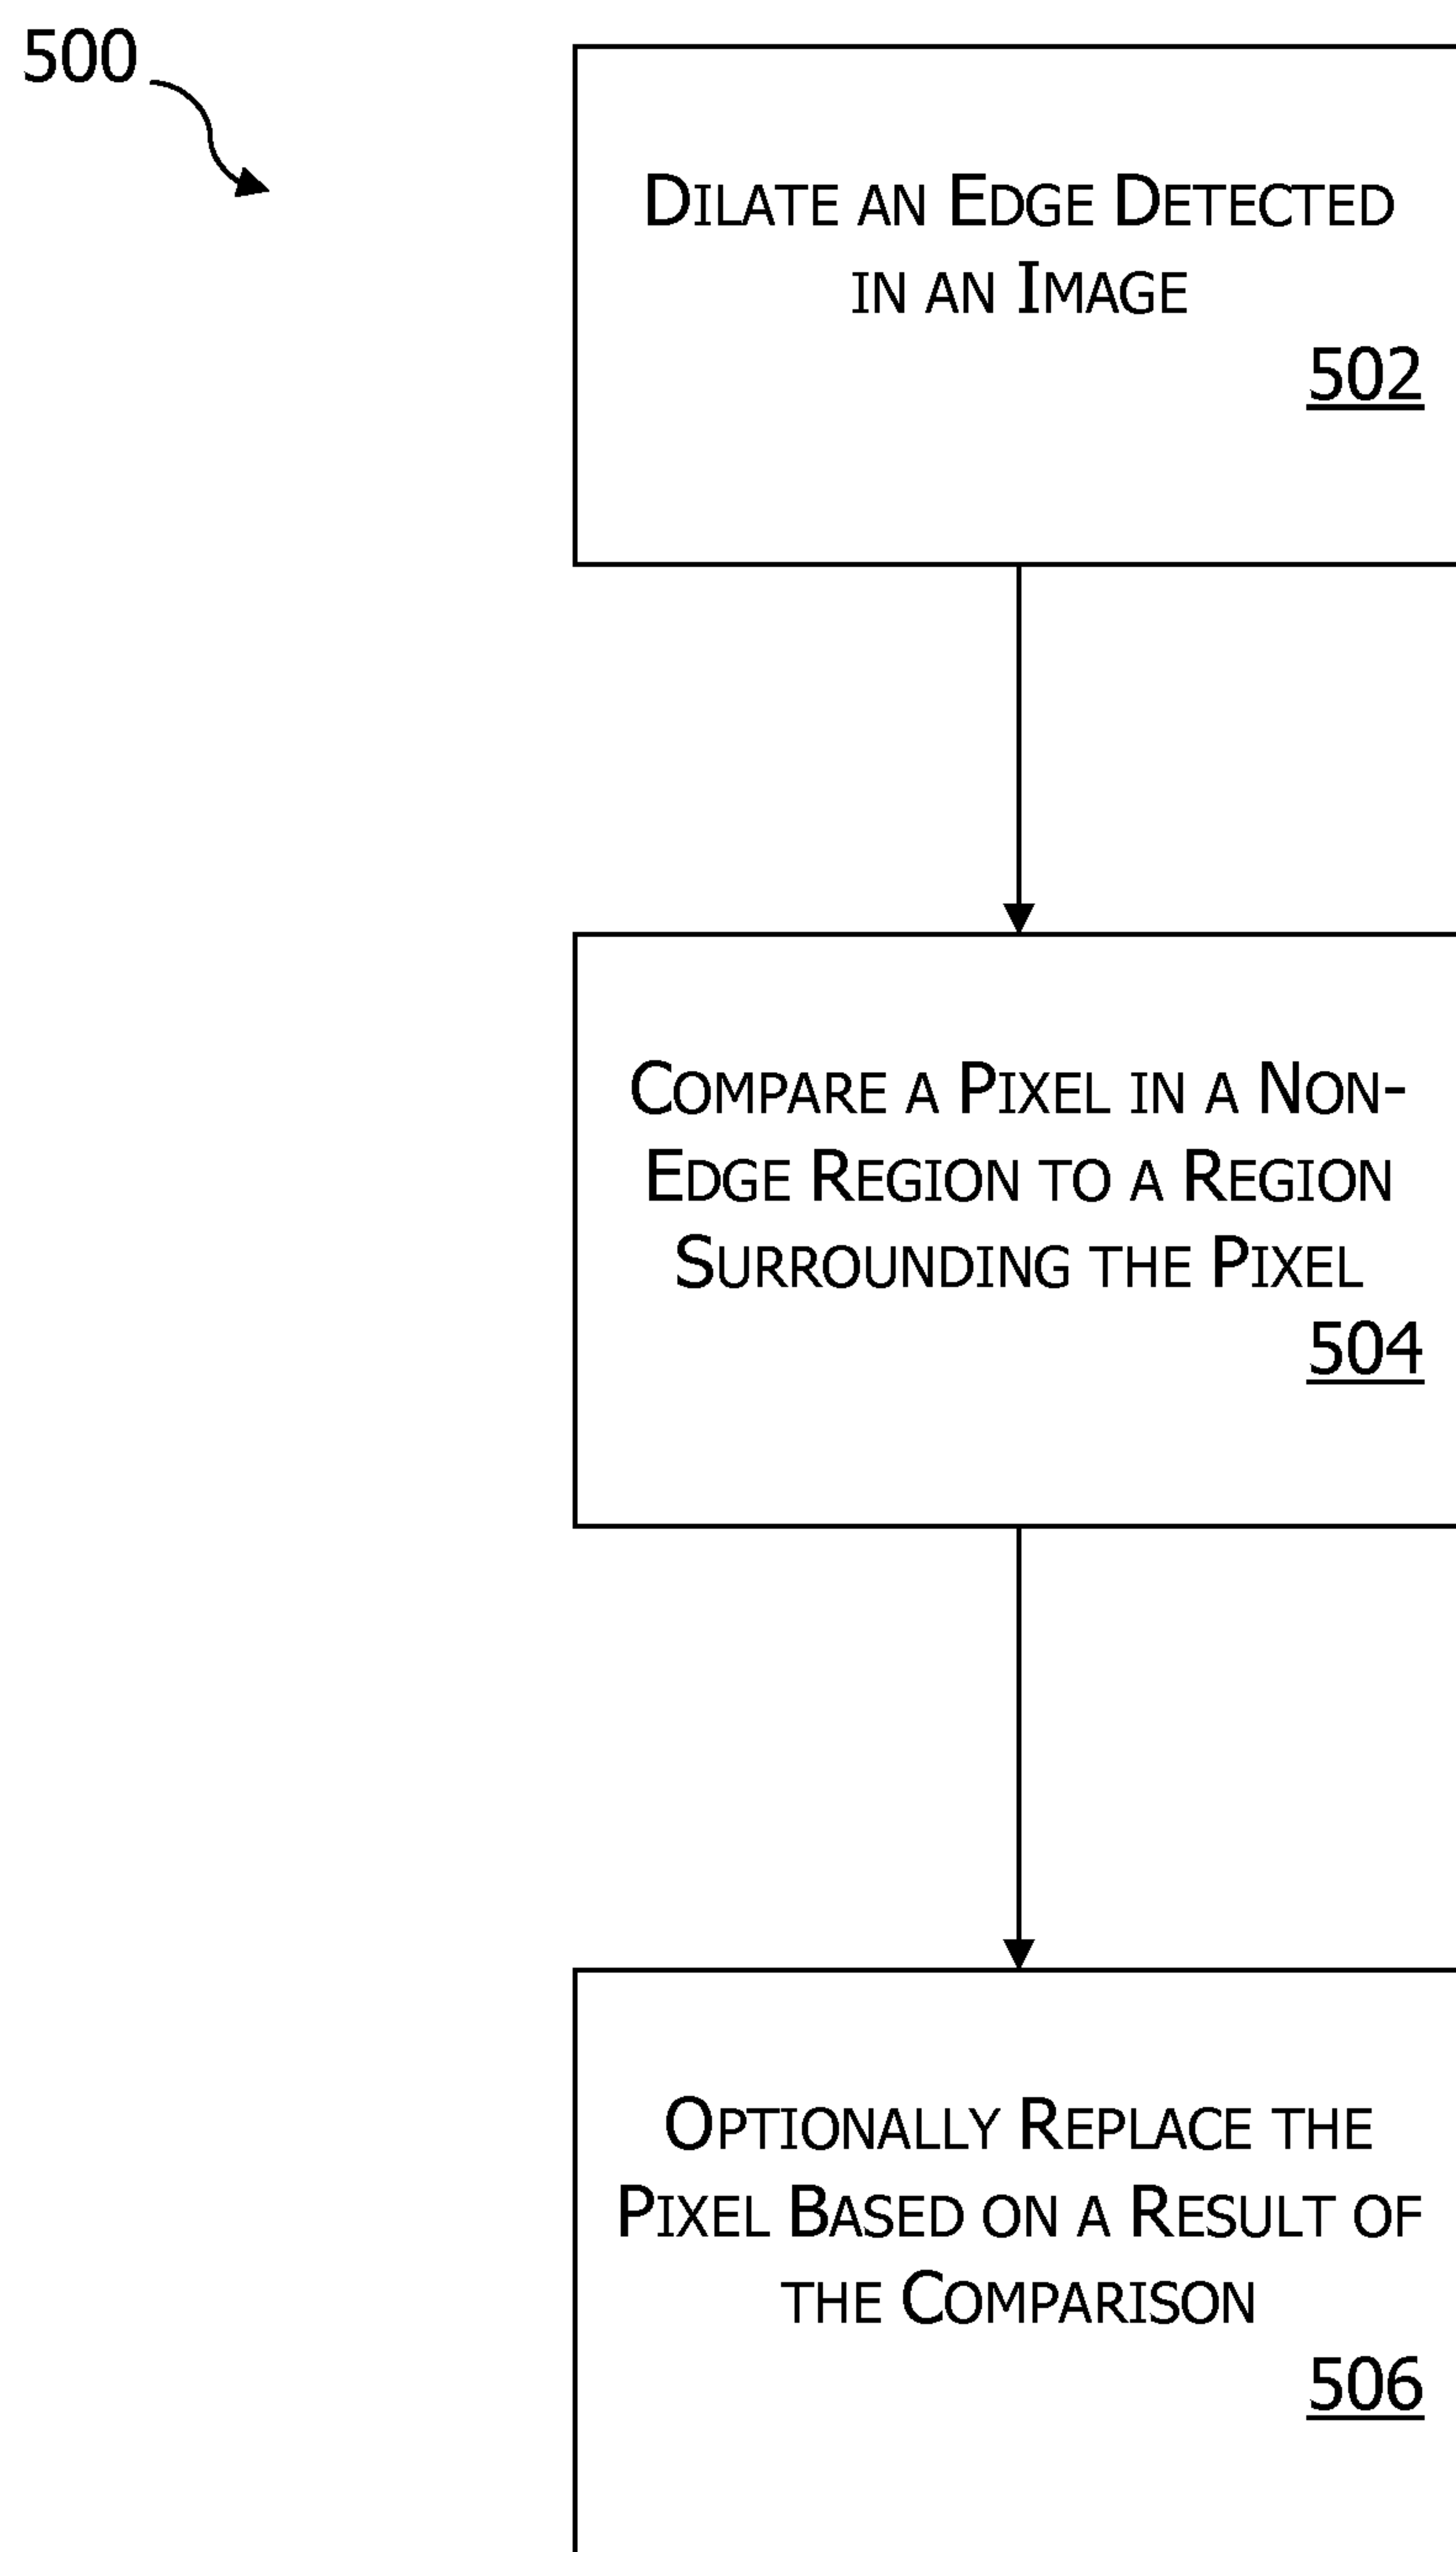 500
Dilate an Edge Detected
in an Image
502
Compare a Pixel in a Non-
Edge Region to a Region
Surrounding the Pixel
504
Optionally Replace the
Pixel Based on a Result of
the Comparison
506